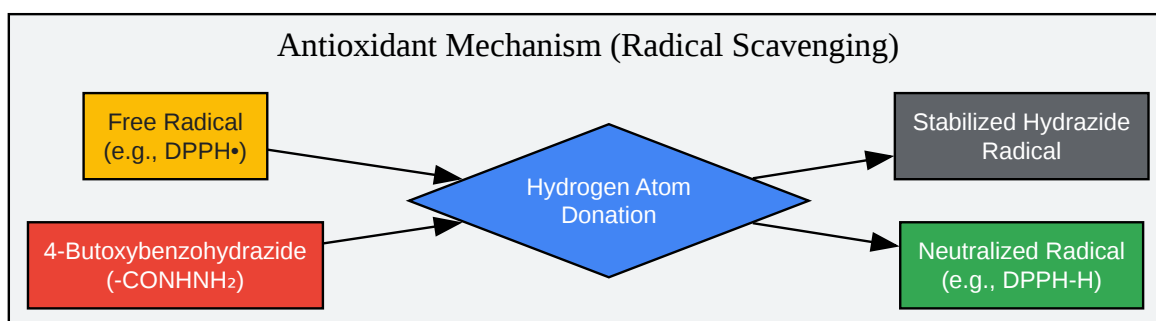 Antioxidant Mechanism (Radical Scavenging)
Free Radical
(e.g., DPPH•)
4-Butoxybenzohydrazide
(-CONHNH₂)
Hydrogen Atom
Donation
Stabilized Hydrazide
Radical
Neutralized Radical
(e.g., DPPH-H)